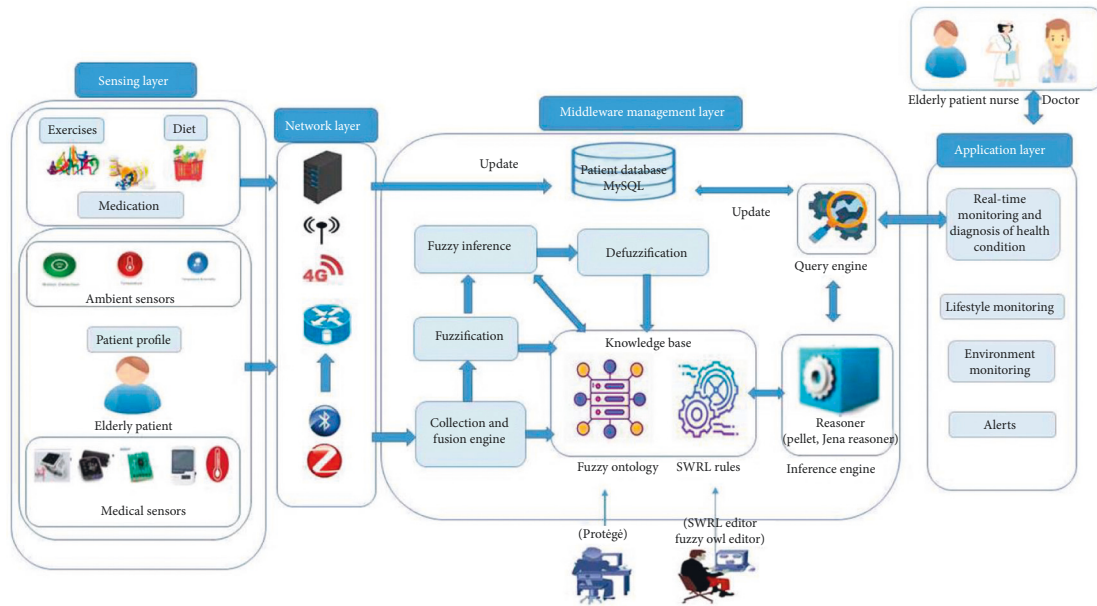 Sensing layer
Exercises
Diet
Medication
Ambient sensors
Patient profile
Elderly patient
Medical sensors
Network layer
4G
Middleware management layer
Update
Patient database
MySQL
Update
Fuzzy inference
Defuzzification
Query engine
Fuzzification
Knowledge base
Collection and
fusion engine
Fuzzy ontology
SWRL rules
Reasoner
(pellet, Jena reasoner)
Inference engine
(Protégé)
(SWRL editor
fuzzy owl editor)
Elderly patient nurse
Doctor
Application layer
Real-time
monitoring and
diagnosis of health
condition
Lifestyle monitoring
Environment
monitoring
Alerts